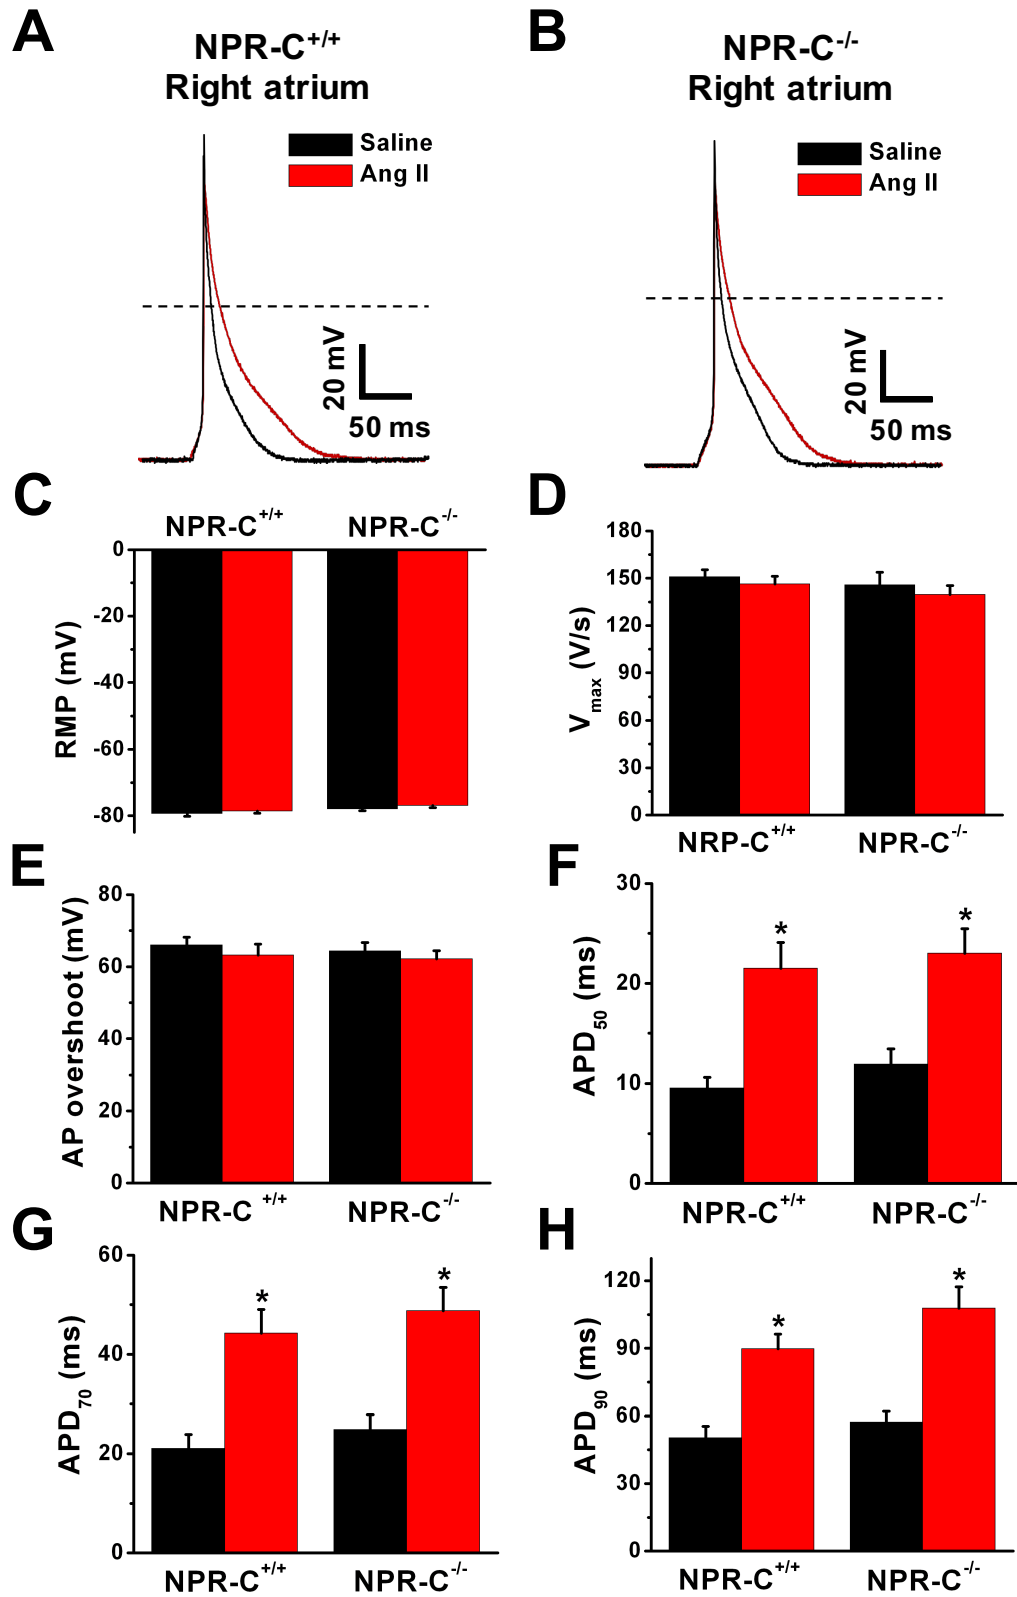 A
NPR-C+/+
Right atrium
Saline
Ang II
20 mV
50 ms
B
NPR-C-/-
Right atrium
Saline
Ang II
20 mV
50 ms
C
NPR-C+/+
NPR-C-/-
RMP (mV)
0
-20
-40
-60
-80
D
Vmax (V/s)
180
150
120
90
60
30
0
NRP-C+/+
NPR-C-/-
E
AP overshoot (mV)
80
60
40
20
0
NPR-C +/+
NPR-C-/-
F
APD50 (ms)
30
20
10
0
*
*
NPR-C+/+
NPR-C-/-
G
APD70 (ms)
60
40
20
0
*
*
NPR-C+/+
NPR-C-/-
H
APD90 (ms)
120
90
60
30
0
*
*
NPR-C+/+
NPR-C-/-